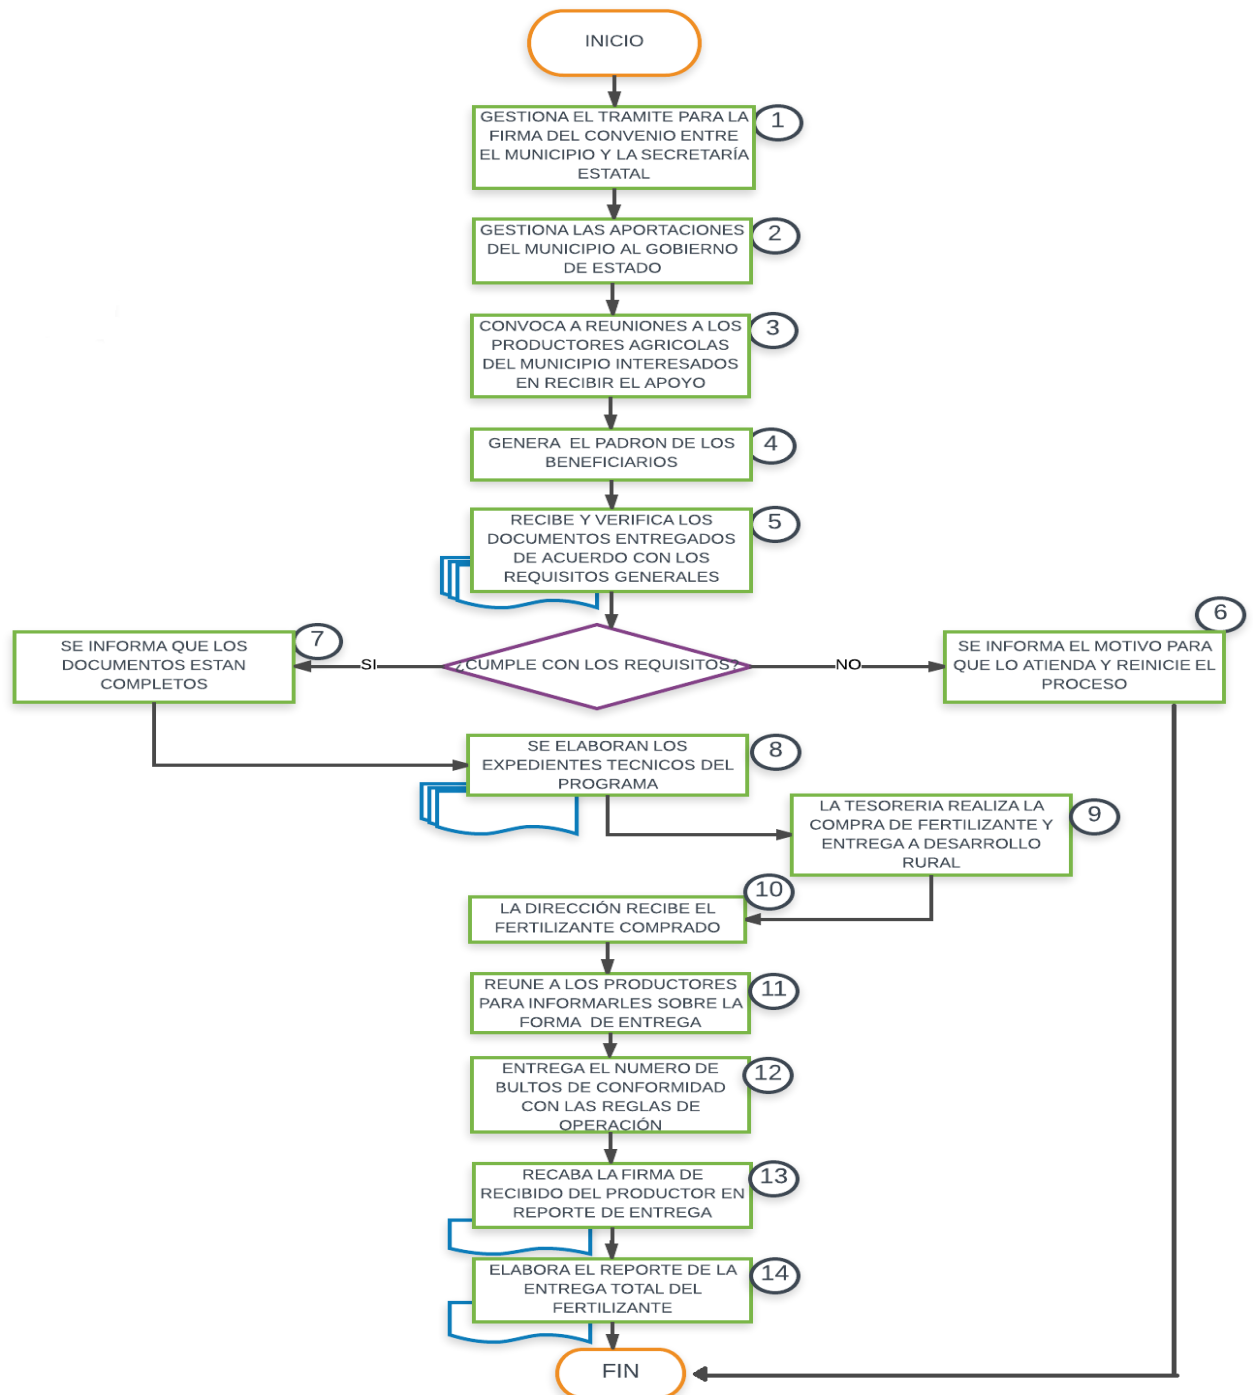 INICIO
1
GESTIONA EL TRAMITE PARA LA
FIRMA DEL CONVENIO ENTRE
EL MUNICIPIO Y LA SECRETARÍA
ESTATAL
2
GESTIONA LAS APORTACIONES
DEL MUNICIPIO AL GOBIERNO
DE ESTADO
3
CONVOCA A REUNIONES A LOS
PRODUCTORES AGRICOLAS
DEL MUNICIPIO INTERESADOS
EN RECIBIR EL APOYO
4
GENERA EL PADRON DE LOS
BENEFICIARIOS
5
RECIBE Y VERIFICA LOS
DOCUMENTOS ENTREGADOS
DE ACUERDO CON LOS
REQUISITOS GENERALES
¿CUMPLE CON LOS REQUISITOS?
NO
6
SE INFORMA EL MOTIVO PARA
QUE LO ATIENDA Y REINICIE EL
PROCESO
SI
7
SE INFORMA QUE LOS
DOCUMENTOS ESTAN
COMPLETOS
8
SE ELABORAN LOS
EXPEDIENTES TECNICOS DEL
PROGRAMA
9
LA TESORERIA REALIZA LA
COMPRA DE FERTILIZANTE Y
ENTREGA A DESARROLLO
RURAL
10
LA DIRECCIÓN RECIBE EL
FERTILIZANTE COMPRADO
11
REUNE A LOS PRODUCTORES
PARA INFORMARLES SOBRE LA
FORMA DE ENTREGA
12
ENTREGA EL NUMERO DE
BULTOS DE CONFORMIDAD
CON LAS REGLAS DE
OPERACIÓN
13
RECABA LA FIRMA DE
RECIBIDO DEL PRODUCTOR EN
REPORTE DE ENTREGA
14
ELABORA EL REPORTE DE LA
ENTREGA TOTAL DEL
FERTILIZANTE
FIN